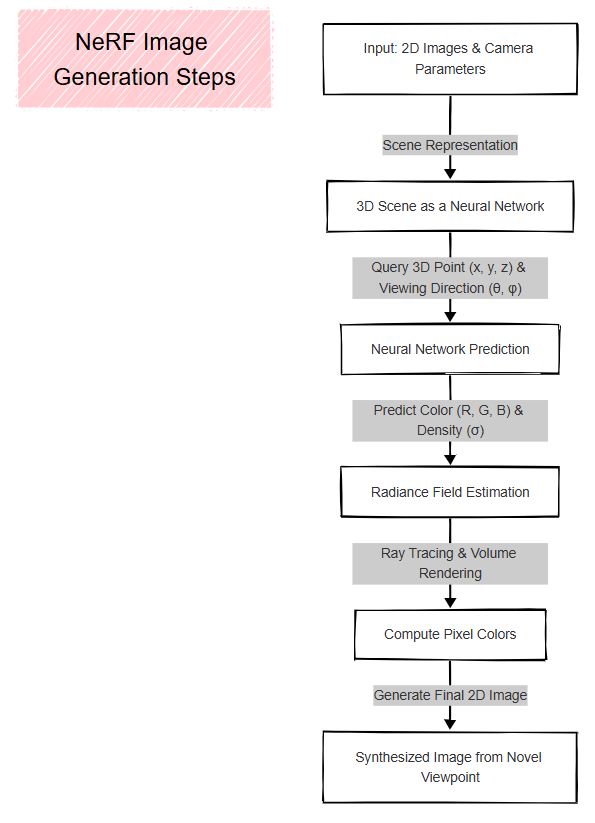 NeRF Image
Generation Steps
Input: 2D Images & Camera
Parameters
Scene Representation
3D Scene as a Neural Network
Query 3D Point (x, y, z) &
Viewing Direction (θ, φ)
Neural Network Prediction
Predict Color (R, G, B) &
Density (σ)
Radiance Field Estimation
Ray Tracing & Volume
Rendering
Compute Pixel Colors
Generate Final 2D Image
Synthesized Image from Novel
Viewpoint